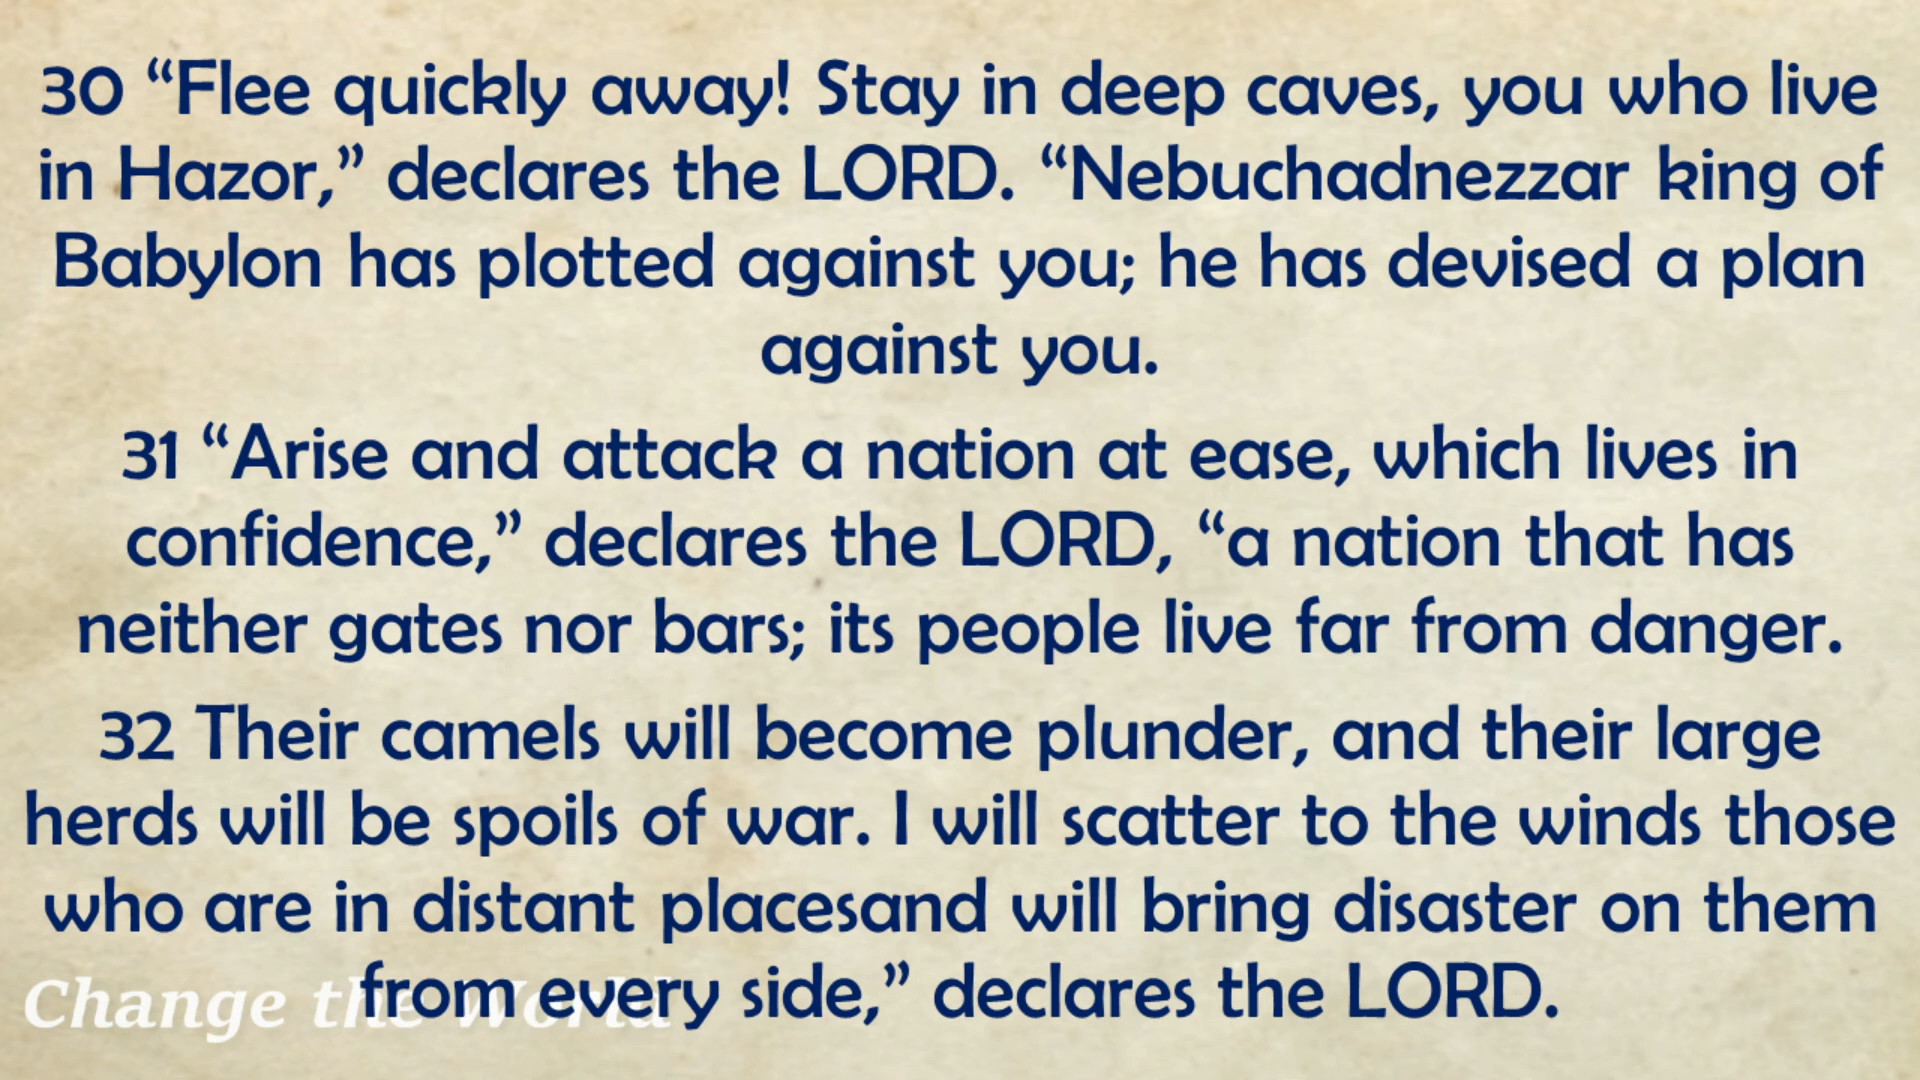 30 “Flee quickly away! Stay in deep caves, you who live
in Hazor,” declares the LORD. “Nebuchadnezzar king of
Babylon has plotted against you; he has devised a plan
against you.
31 “Arise and attack a nation at ease, which lives in
confidence,” declares the LORD, “a nation that has
neither gates nor bars; its people live far from danger.
32 Their camels will become plunder, and their large
herds will be spoils of war. I will scatter to the winds those
who are in distant placesand will bring disaster on them
from every side,” declares the LORD.
Change the World